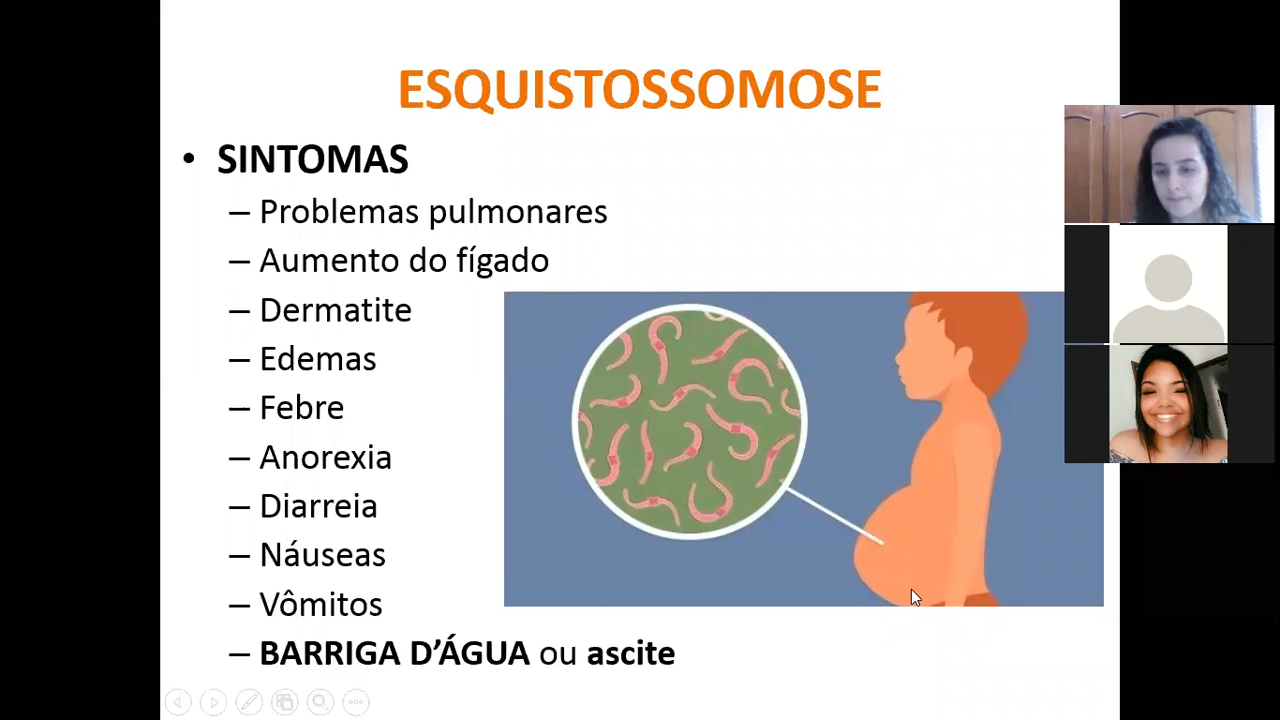 ESQUISTOSSOMOSE
• SINTOMAS
– Problemas pulmonares
– Aumento do fígado
– Dermatite
– Edemas
– Febre
– Anorexia
– Diarreia
– Náuseas
– Vômitos
– BARRIGA D’ÁGUA ou ascite